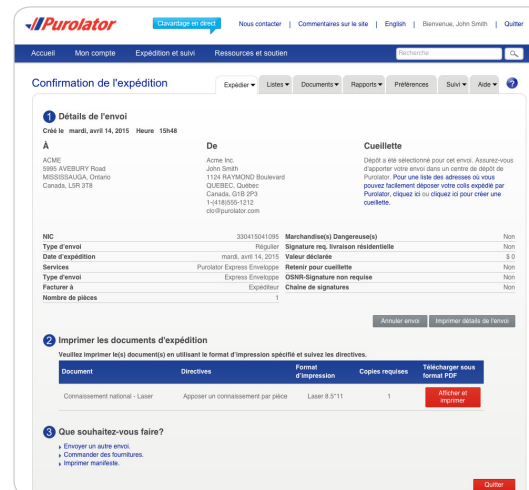 Purolator
Clavardage en direct
Nous contacter | Commentaires sur le site | English | Bienvenue, John Smith | Quitter
Accueil Mon compte Expédition et suivi Ressources et soutien Recherche
Confirmation de l'expédition
Expédier Listes Documents Rapports Préférences Suivi Aide ?
1 Détails de l'envoi
Créé le mardi, avril 14, 2015 Heure 15h48
À
ACME
5995 AVEBURY Road
MISSISSAUGA, Ontario
Canada, L5R 3T8
De
Acme Inc.
John Smith
1124 RAYMOND Boulevard
QUEBEC, Québec
Canada, G1B 2P3
1-(418)555-1212
clo@purolator.com
Cueillette
Dépôt a été sélectionné pour cet envoi. Assurez-vous
d'apporter votre envoi dans un centre de dépôt de
Purolator. Pour une liste des adresses où vous
pouvez facilement déposer votre colis expédié par
Purolator, cliquez ici ou cliquez ici pour créer une
cueillette.
NIC 330415041095 Marchandise(s) Dangereuse(s) Non
Type d'envoi Régulier Signature req. livraison résidentielle Non
Date d'expédition mardi, avril 14, 2015 Valeur déclarée $ 0
Services Purolator Express Enveloppe Retenir pour cueillette Non
Type d'envoi Express Enveloppe OSNR-Signature non requise Non
Facturer à Expéditeur Chaîne de signatures Non
Nombre de pièces 1
Annuler envoi Imprimer détails de l'envoi
2 Imprimer les documents d'expédition
Veuillez imprimer le(s) document(s) en utilisant le format d'impression spécifié et suivez les directives.
Document Directives Format d'impression Copies requises Télécharger sous format PDF
Connaissement national - Laser Apposer un connaissement par pièce Laser 8.5*11 1 Afficher et imprimer
3 Que souhaitez-vous faire?
Envoyer un autre envoi.
Commander des fournitures.
Imprimer manifeste.
Quitter